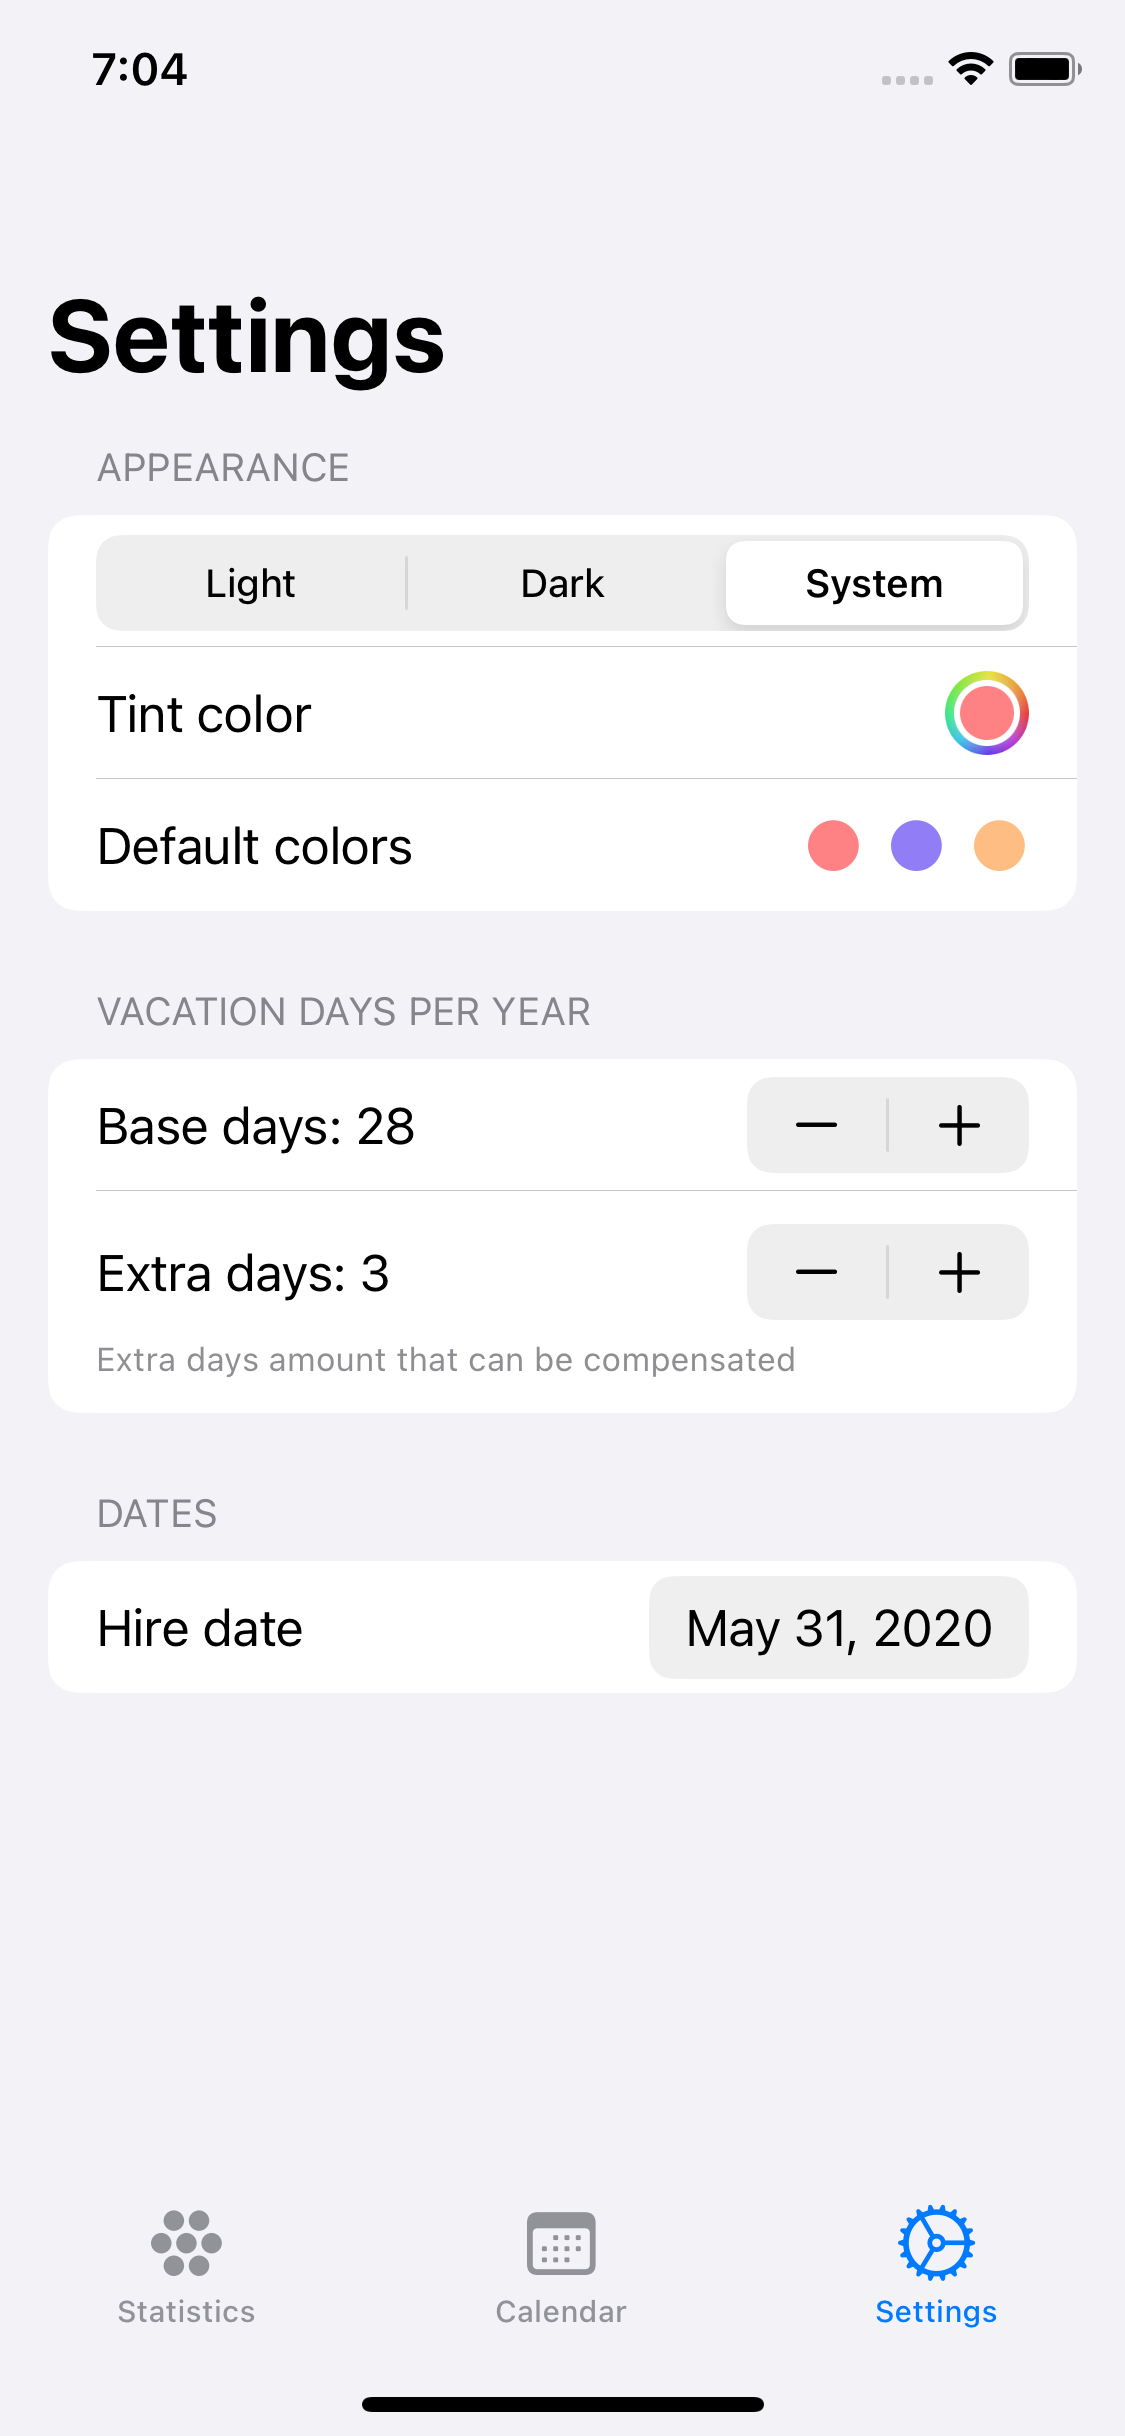 7:04
Settings
APPEARANCE
Light Dark System
Tint color
Default colors
VACATION DAYS PER YEAR
Base days: 28
Extra days: 3
Extra days amount that can be compensated
DATES
Hire date May 31, 2020
Statistics Calendar Settings